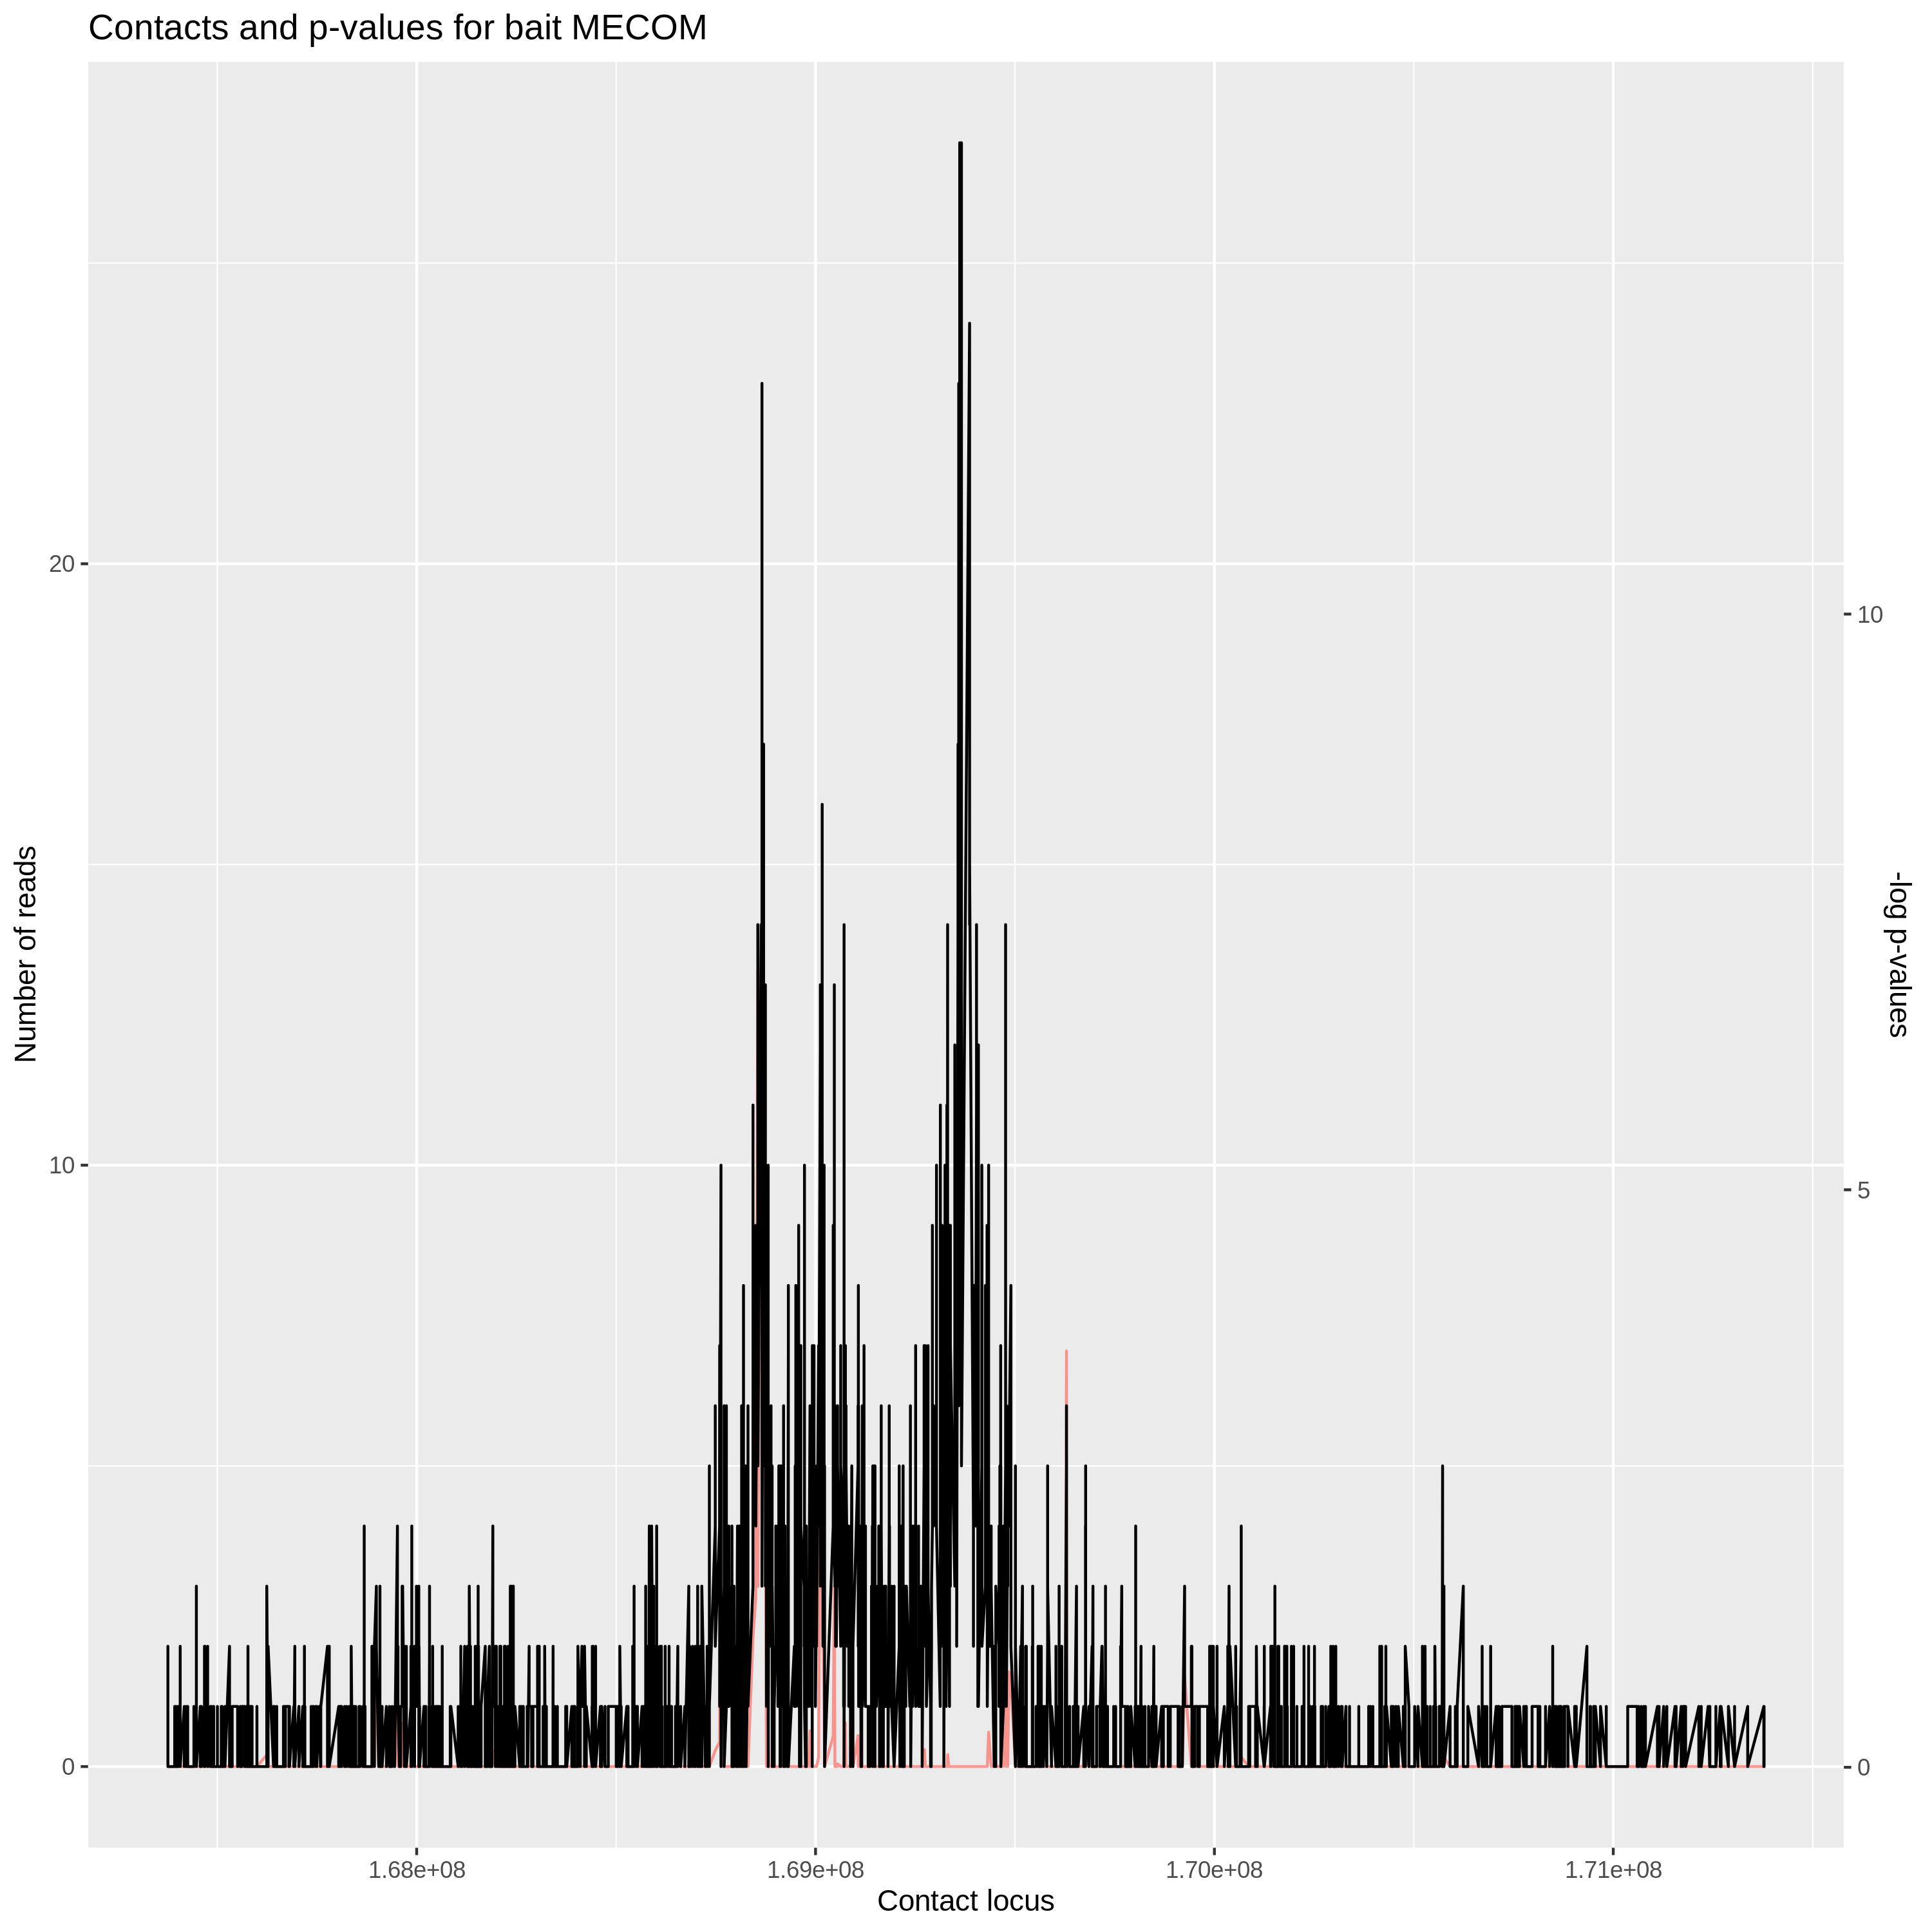 Contacts and p-values for bait MECOM
20
10
0
Number of reads
10
5
0
-log p-values
1.68e+08
1.69e+08
1.70e+08
1.71e+08
Contact locus